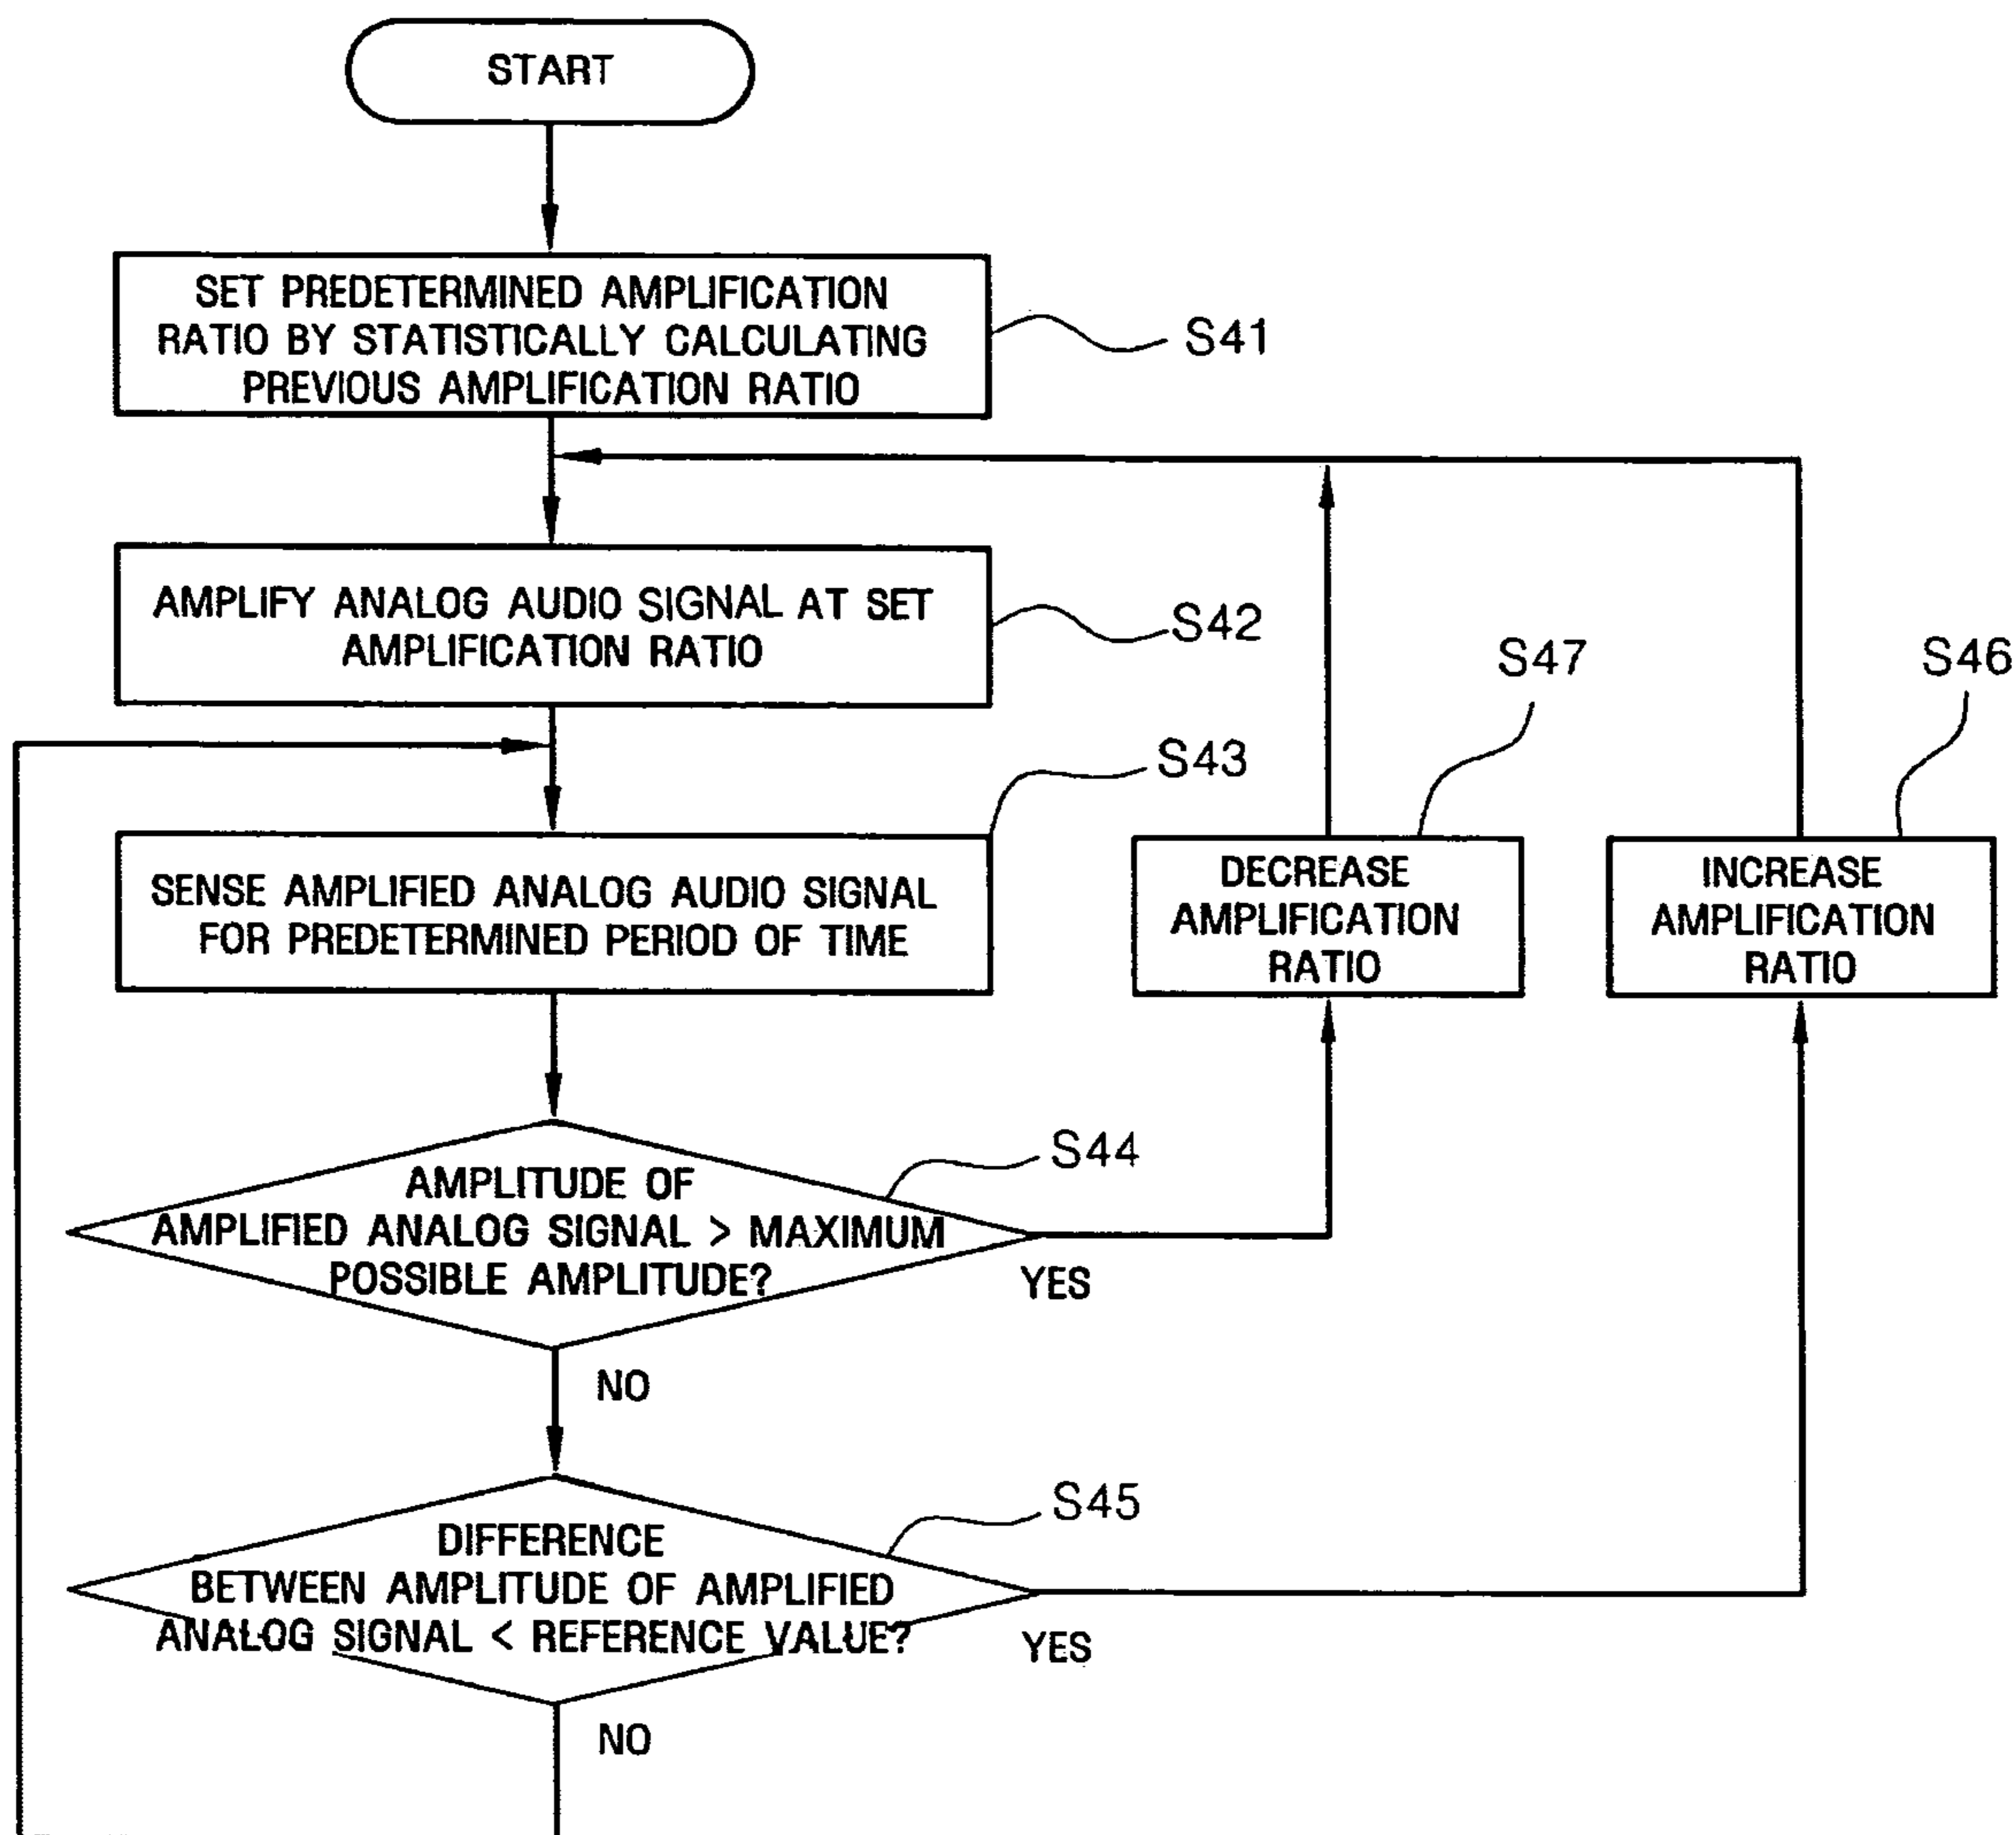 START
SET PREDETERMINED AMPLIFICATION
RATIO BY STATISTICALLY CALCULATING
PREVIOUS AMPLIFICATION RATIO
S41
AMPLIFY ANALOG AUDIO SIGNAL AT SET
AMPLIFICATION RATIO
S42
SENSE AMPLIFIED ANALOG AUDIO SIGNAL
FOR PREDETERMINED PERIOD OF TIME
S43
DECREASE
AMPLIFICATION
RATIO
S47
INCREASE
AMPLIFICATION
RATIO
S46
AMPLITUDE OF
AMPLIFIED ANALOG SIGNAL > MAXIMUM
POSSIBLE AMPLITUDE?
S44
YES
NO
DIFFERENCE
BETWEEN AMPLITUDE OF AMPLIFIED
ANALOG SIGNAL < REFERENCE VALUE?
S45
YES
NO